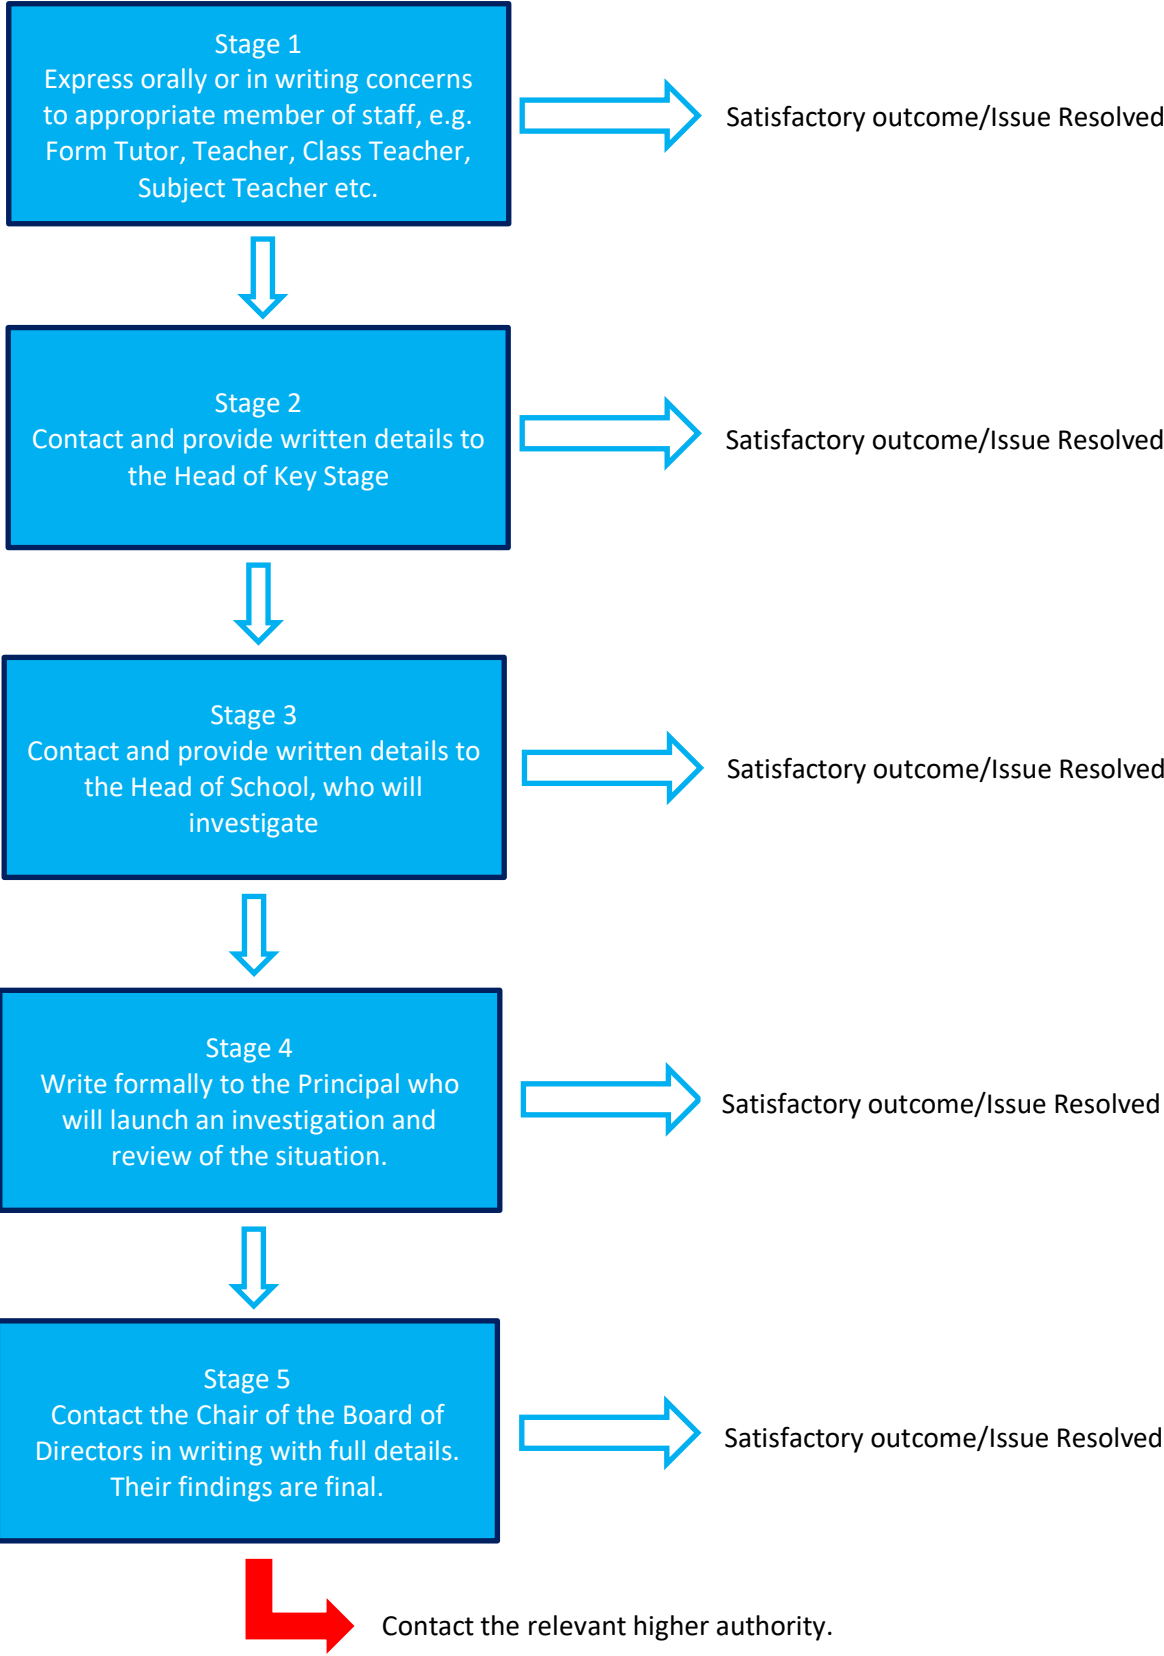 Stage 1
Express orally or in writing concerns
to appropriate member of staff, e.g.
Form Tutor, Teacher, Class Teacher,
Subject Teacher etc.
Satisfactory outcome/Issue Resolved
Stage 2
Contact and provide written details to
the Head of Key Stage
Satisfactory outcome/Issue Resolved
Stage 3
Contact and provide written details to
the Head of School, who will
investigate
Satisfactory outcome/Issue Resolved
Stage 4
Write formally to the Principal who
will launch an investigation and
review of the situation.
Satisfactory outcome/Issue Resolved
Stage 5
Contact the Chair of the Board of
Directors in writing with full details.
Their findings are final.
Satisfactory outcome/Issue Resolved
Contact the relevant higher authority.